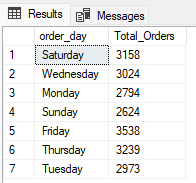 Results Messages
order_day Total_Orders
1 Saturday 3158
2 Wednesday 3024
3 Monday 2794
4 Sunday 2624
5 Friday 3538
6 Thursday 3239
7 Tuesday 2973